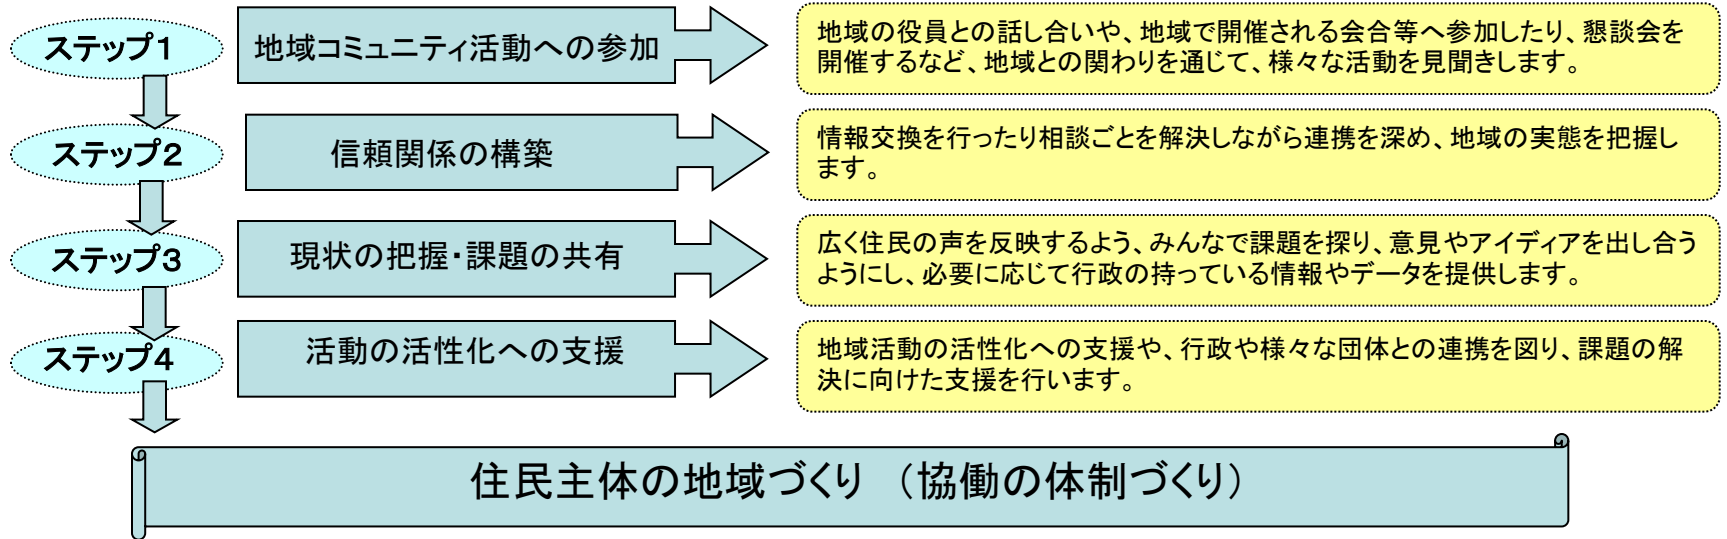 ステップ1
地域コミュニティ活動への参加
地域の役員との話し合いや、地域で開催される会合等へ参加したり、懇談会を
開催するなど、地域との関わりを通じて、様々な活動を見聞きします。
ステップ2
信頼関係の構築
情報交換を行ったり相談ごとを解決しながら連携を深め、地域の実態を把握し
ます。
ステップ3
現状の把握・課題の共有
広く住民の声を反映するよう、みんなで課題を探り、意見やアイディアを出し合う
ようにし、必要に応じて行政の持っている情報やデータを提供します。
ステップ4
活動の活性化への支援
地域活動の活性化への支援や、行政や様々な団体との連携を図り、課題の解
決に向けた支援を行います。
住民主体の地域づくり （協働の体制づくり）